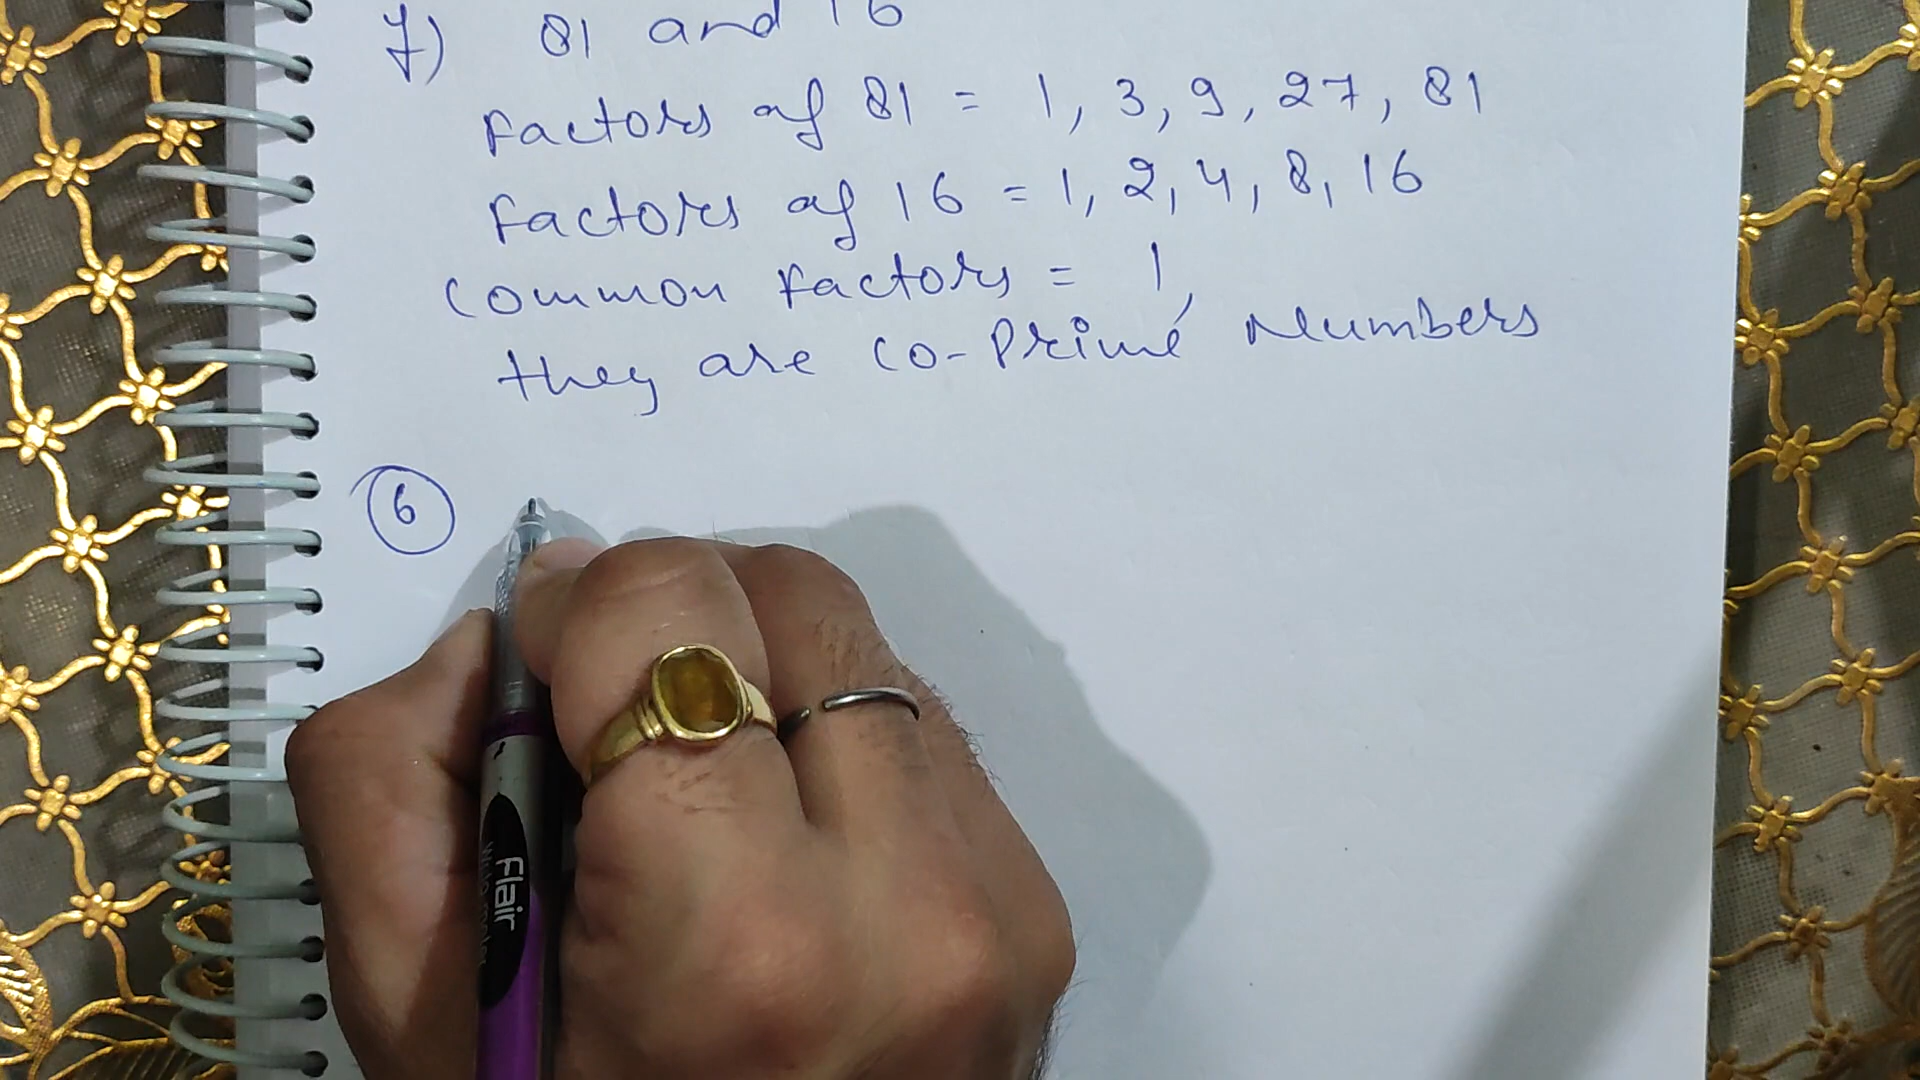 f) 81 and 16
Factors of 81 = 1, 3, 9, 27, 81
Factors of 16 = 1, 2, 4, 8, 16
Common Factors = 1,
they are co-Prime Numbers
6
Flair